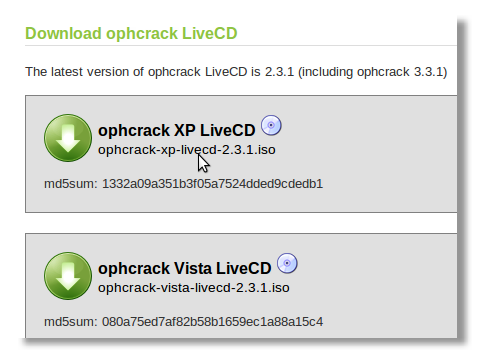 Download ophcrack LiveCD
The latest version of ophcrack LiveCD is 2.3.1 (including ophcrack 3.3.1)
ophcrack XP LiveCD
ophcrack-xp-livecd-2.3.1.iso
md5sum: 1332a09a351b3f05a7524dded9cdedb1
ophcrack Vista LiveCD
ophcrack-vista-livecd-2.3.1.iso
md5sum: 080a75ed7af82b58b1659ec1a88a15c4